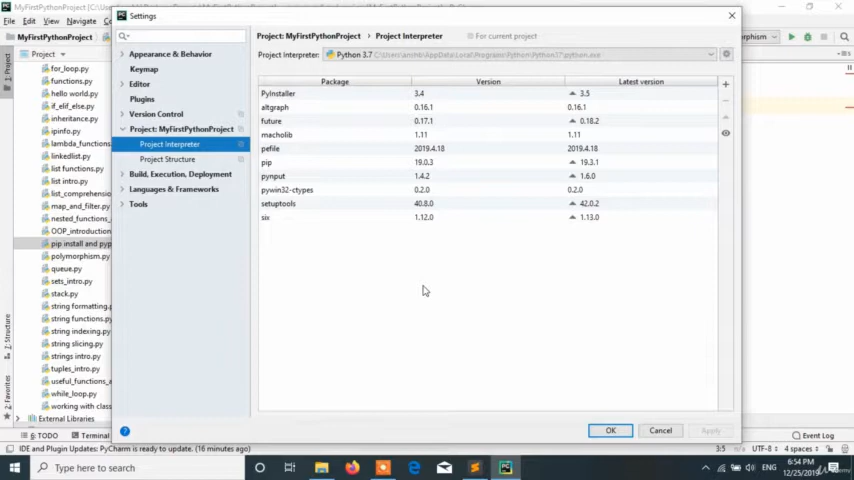 Settings
File Edit View Navigate
MyFirstPythonProject
Project
for_loop.py
functions.py
hello world.py
if_elif_else.py
inheritance.py
ipinfo.py
lambda_functions
linkedlist.py
list functions.py
list intro.py
list_comprehension
map_and_filter.py
nested_functions_
OOP_introduction
pip install and pyp
polymorphism.py
queue.py
sets_intro.py
stack.py
string formatting.
string functions.py
string indexing.py
string slicing.py
strings intro.py
tuples_intro.py
useful_functions_
while_loop.py
working with class
External Libraries
1: Project
Z: Structure
2: Favorites
Appearance & Behavior
Keymap
Editor
Plugins
Version Control
Project: MyFirstPythonProject
Project Interpreter
Project Structure
Build, Execution, Deployment
Languages & Frameworks
Tools
Project: MyFirstPythonProject › Project Interpreter For current project
Project Interpreter: Python 3.7
Package Version Latest version
PyInstaller 3.4 3.5
altgraph 0.16.1 0.16.1
future 0.17.1 0.18.2
macholib 1.11 1.11
pefile 2019.4.18 2019.4.18
pip 19.0.3 19.3.1
pynput 1.4.2 1.6.0
pywin32-ctypes 0.2.0 0.2.0
setuptools 40.8.0 42.0.2
six 1.12.0 1.13.0
OK Cancel Apply
6: TODO Terminal Event Log
IDE and Plugin Updates: PyCharm is ready to update. (16 minutes ago) 3:5 UTF-8 4 spaces
Type here to search
ENG
6:54 PM
12/25/2019